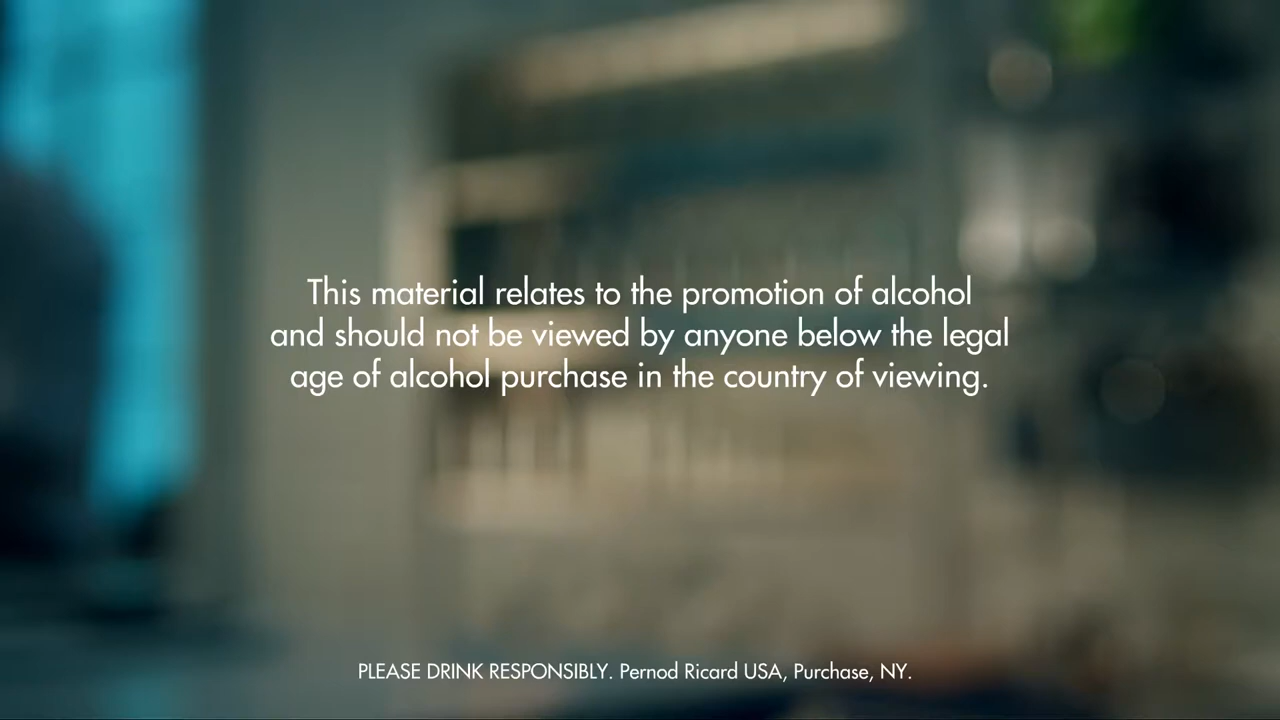 This material relates to the promotion of alcohol
and should not be viewed by anyone below the legal
age of alcohol purchase in the country of viewing.
PLEASE DRINK RESPONSIBLY. Pernod Ricard USA, Purchase, NY.